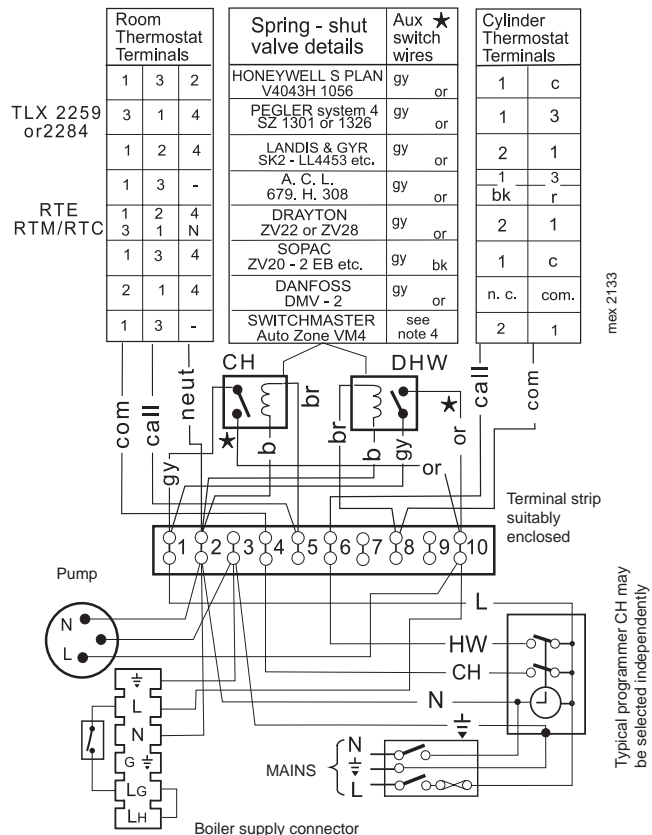 Room Thermostat Terminals
Spring - shut valve details
Aux ★ switch wires
Cylinder Thermostat Terminals
1 3 2 HONEYWELL S PLAN V4043H 1056 gy or 1 c
TLX 2259 or2284
3 1 4 PEGLER system 4 SZ 1301 or 1326 gy or 1 3
1 2 4 LANDIS & GYR SK2 - LL4453 etc. gy or 2 1
1 3 - A. C. L. 679. H. 308 gy or 1 3 bk r
RTE RTM/RTC
1 2 4 3 1 N DRAYTON ZV22 or ZV28 gy or 2 1
1 3 4 SOPAC ZV20 - 2 EB etc. gy bk 1 c
2 1 4 DANFOSS DMV - 2 gy or n. c. com.
1 3 - SWITCHMASTER Auto Zone VM4 see note 4 2 1
mex 2133
CH
DHW
com
call
neut
gy
★
b
br
br
b
gy
★
or
or
call
com
Terminal strip suitably enclosed
1 2 3 4 5 6 7 8 9 10
Pump
N
L
L
HW
CH
N
Typical programmer CH may be selected independently
L
N
G
LG
LH
MAINS
N
L
Boiler supply connector